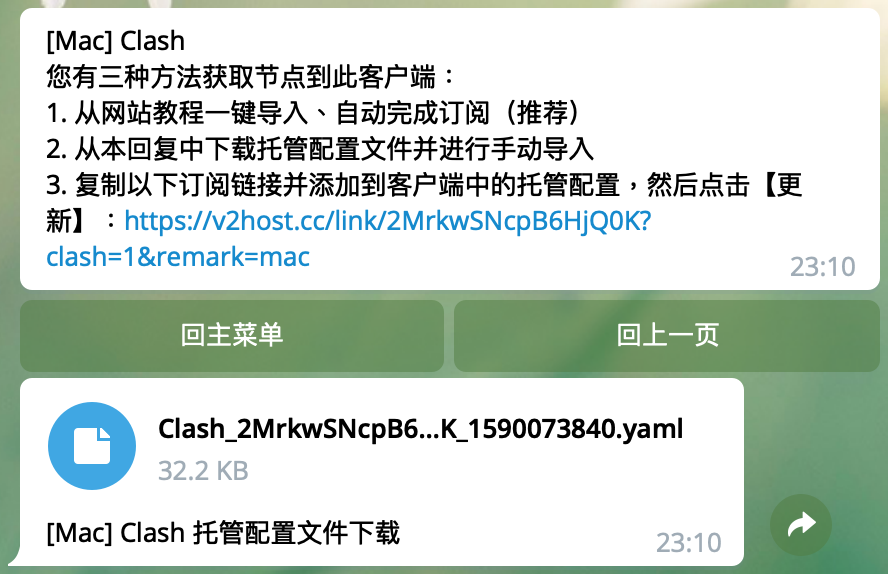 [Mac] Clash
您有三种方法获取节点到此客户端：
1. 从网站教程一键导入、自动完成订阅（推荐）
2. 从本回复中下载托管配置文件并进行手动导入
3. 复制以下订阅链接并添加到客户端中的托管配置，然后点击【更
新】：https://v2host.cc/link/2MrkwSNcpB6HjQ0K?
clash=1&remark=mac
23:10
回主菜单
回上一页
Clash_2MrkwSNcpB6...K_1590073840.yaml
32.2 KB
[Mac] Clash 托管配置文件下载
23:10